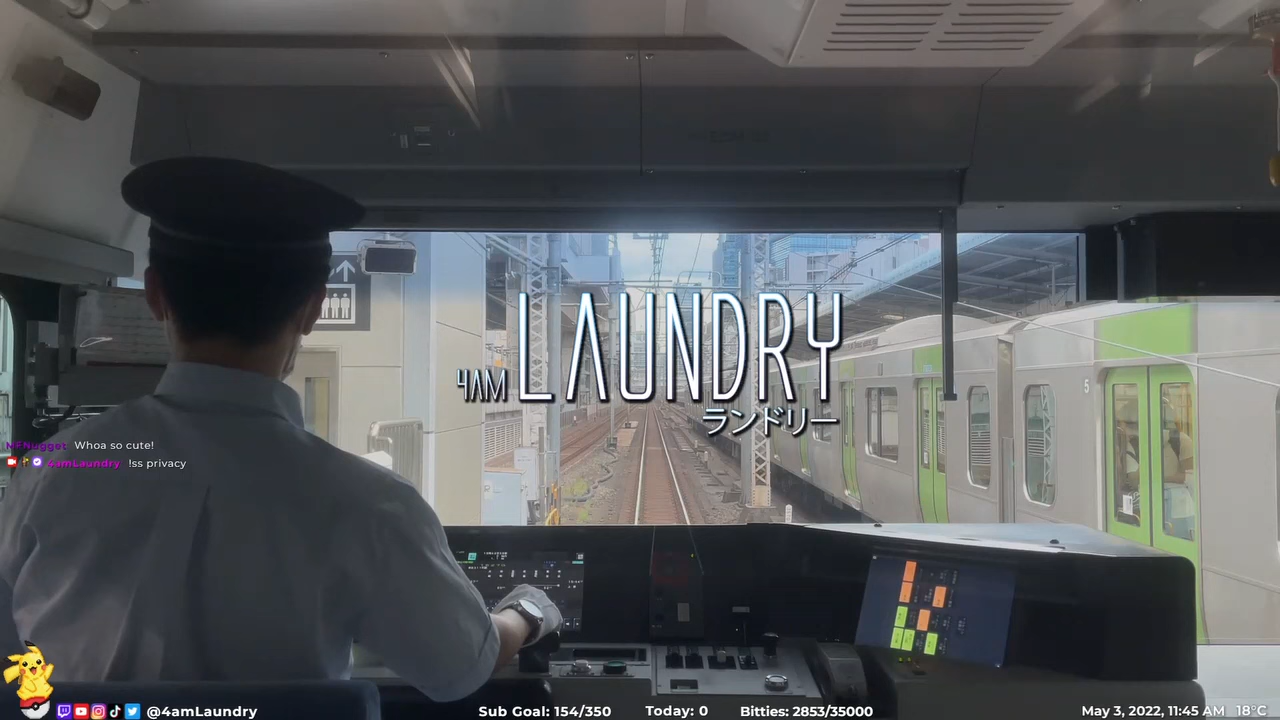 4AM LAUNDRY
ランドリー
5
MFNugget Whoa so cute!
4amLaundry !ss privacy
@4amLaundry
Sub Goal: 154/350
Today: 0
Bitties: 2853/35000
May 3, 2022, 11:45 AM 18°C